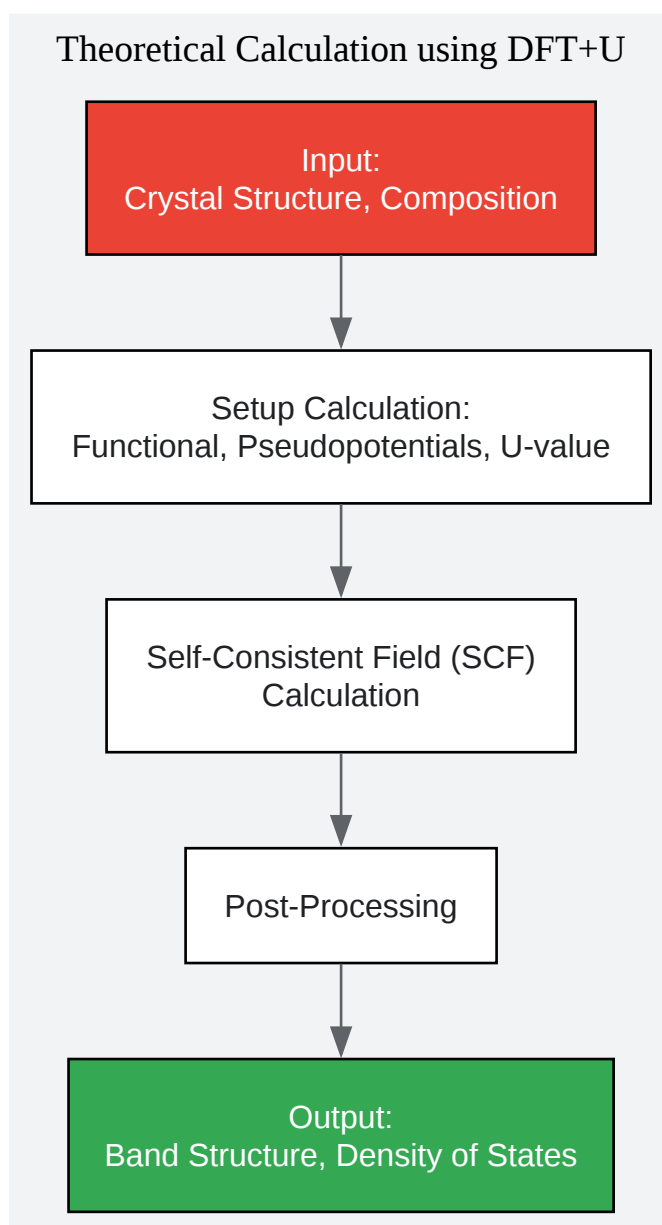 Theoretical Calculation using DFT+U
Input:
Crystal Structure, Composition
Setup Calculation:
Functional, Pseudopotentials, U-value
Self-Consistent Field (SCF)
Calculation
Post-Processing
Output:
Band Structure, Density of States